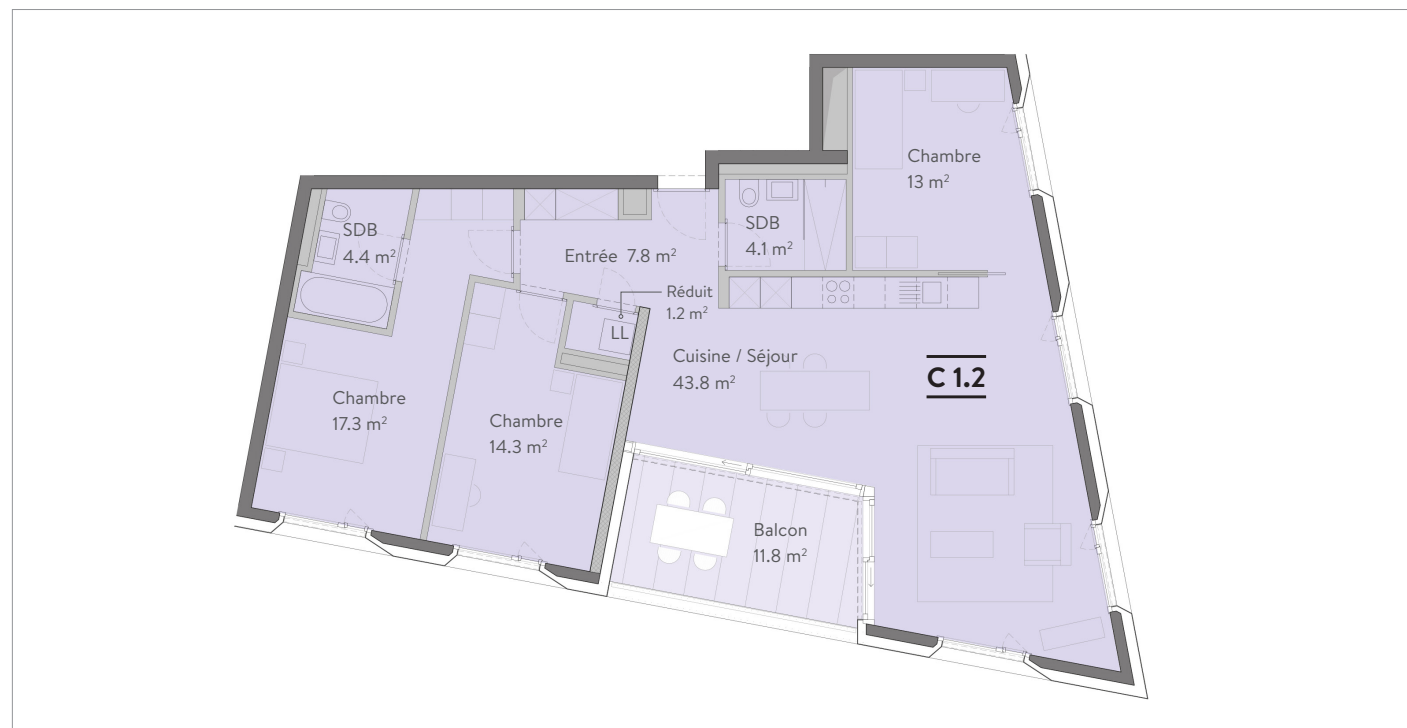 Chambre
13 m²
SDB
4.4 m²
SDB
4.1 m²
Entrée 7.8 m²
Réduit
1.2 m²
LL
Cuisine / Séjour
43.8 m²
C 1.2
Chambre
17.3 m²
Chambre
14.3 m²
Balcon
11.8 m²